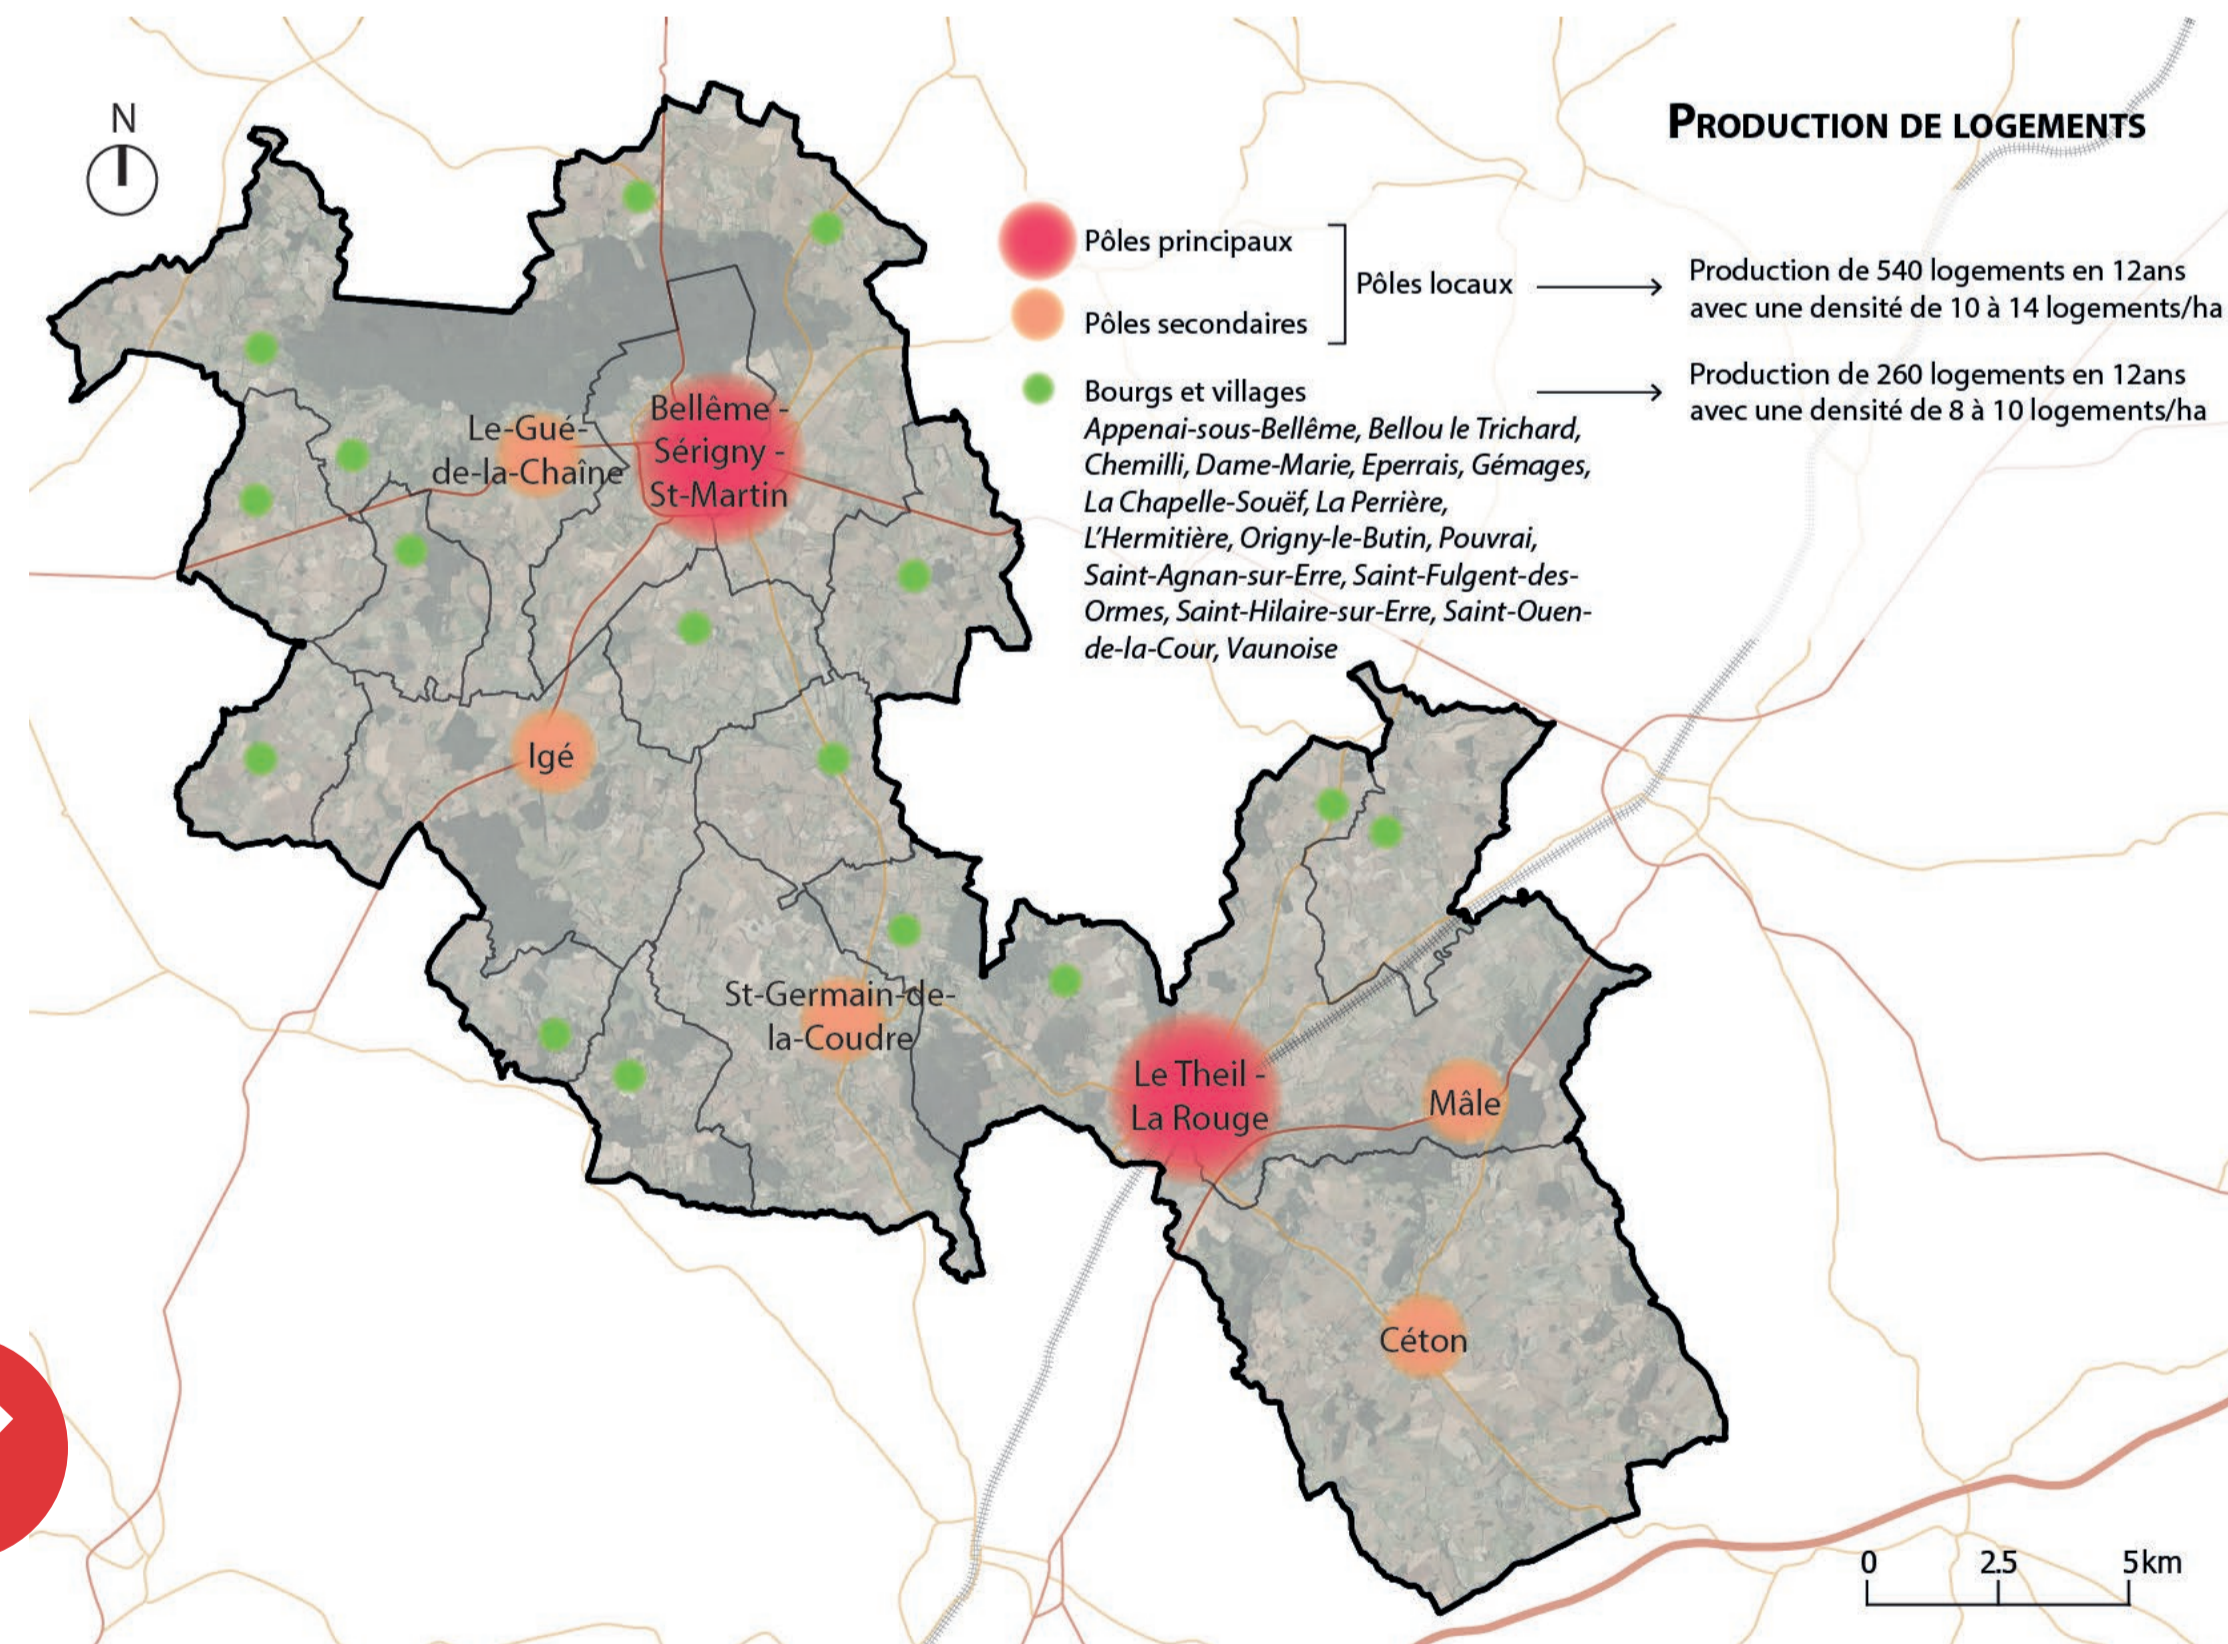 N
PRODUCTION DE LOGEMENTS
Pôles principaux
Pôles secondaires
Pôles locaux
Production de 540 logements en 12ans
avec une densité de 10 à 14 logements/ha
Bourgs et villages
Production de 260 logements en 12ans
avec une densité de 8 à 10 logements/ha
Appenai-sous-Bellême, Bellou le Trichard,
Chemilli, Dame-Marie, Eperrais, Gémages,
La Chapelle-Souëf, La Perrière,
L'Hermitière, Origny-le-Butin, Pouvrai,
Saint-Agnan-sur-Erre, Saint-Fulgent-des-
Ormes, Saint-Hilaire-sur-Erre, Saint-Ouen-
de-la-Cour, Vaunoise
Le-Gué-
de-la-Chaîne
Bellême -
Sérigny -
St-Martin
Igé
St-Germain-de-
la-Coudre
Le Theil -
La Rouge
Mâle
Céton
0 2.5 5km